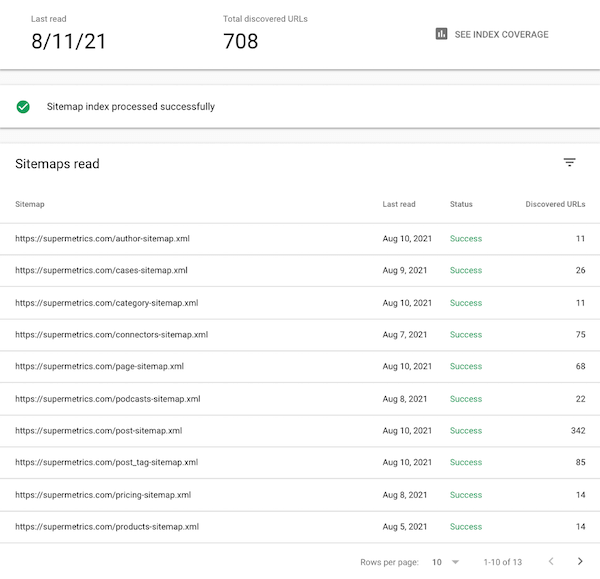 Last read Total discovered URLs
8/11/21 708 SEE INDEX COVERAGE
Sitemap index processed successfully
Sitemaps read
Sitemap Last read Status Discovered URLs
https://supermetrics.com/author-sitemap.xml Aug 10, 2021 Success 11
https://supermetrics.com/cases-sitemap.xml Aug 9, 2021 Success 26
https://supermetrics.com/category-sitemap.xml Aug 10, 2021 Success 11
https://supermetrics.com/connectors-sitemap.xml Aug 7, 2021 Success 75
https://supermetrics.com/page-sitemap.xml Aug 10, 2021 Success 68
https://supermetrics.com/podcasts-sitemap.xml Aug 8, 2021 Success 22
https://supermetrics.com/post-sitemap.xml Aug 10, 2021 Success 342
https://supermetrics.com/post_tag-sitemap.xml Aug 10, 2021 Success 85
https://supermetrics.com/pricing-sitemap.xml Aug 8, 2021 Success 14
https://supermetrics.com/products-sitemap.xml Aug 5, 2021 Success 14
Rows per page: 10 1-10 of 13